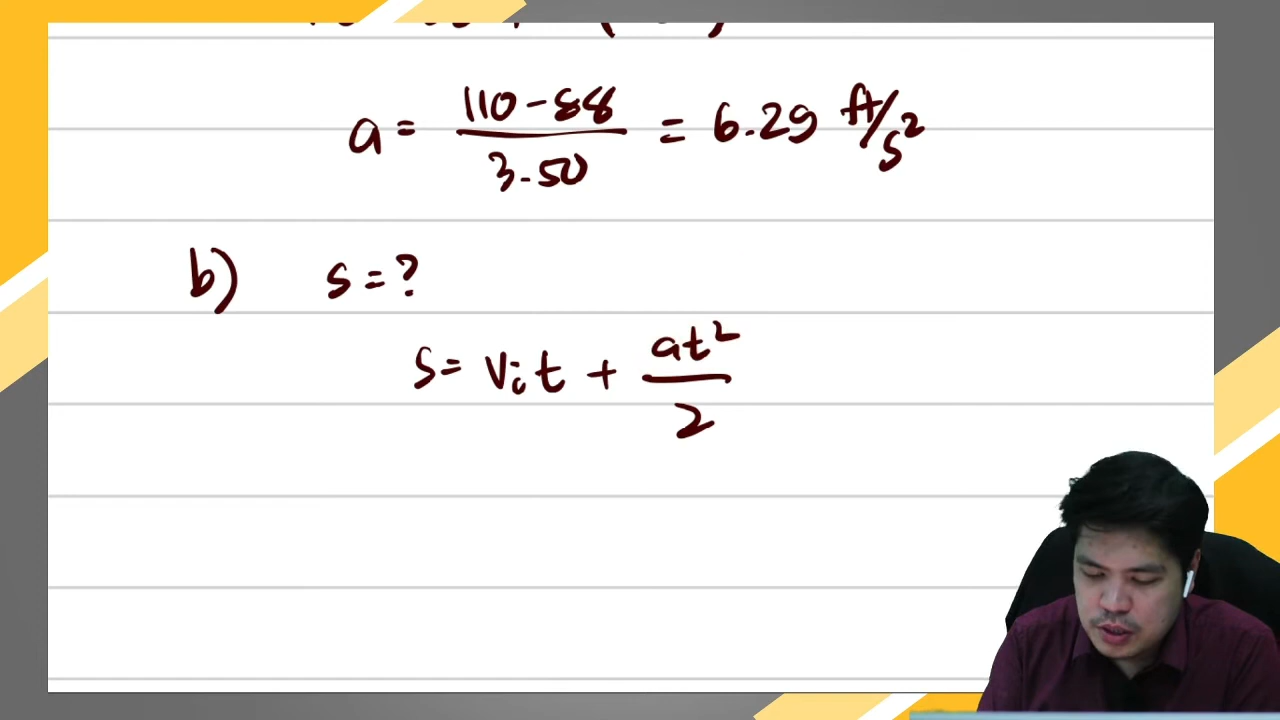 a = 110 - 88 / 3.50 = 6.29 ft/s²
b) s = ?
s = vᵢt + at² / 2